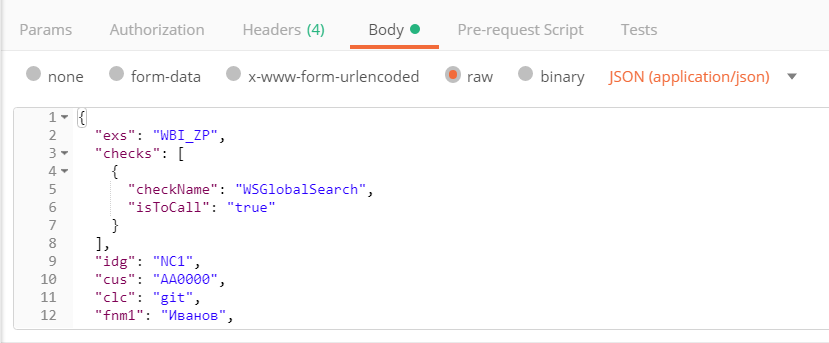 Params Authorization Headers (4) Body Pre-request Script Tests
none form-data x-www-form-urlencoded raw binary JSON (application/json)
1 {
2 "exs": "WBI_ZP",
3 "checks": [
4 {
5 "checkName": "WSGlobalSearch",
6 "isToCall": "true"
7 }
8 ],
9 "idg": "NC1",
10 "cus": "AA0000",
11 "clc": "git",
12 "fnm1": "Иванов",